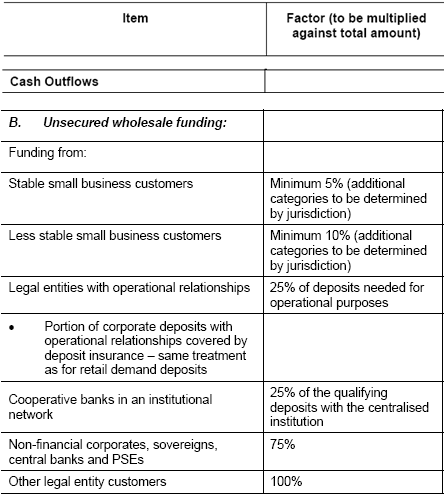 Item
Factor (to be multiplied
against total amount)
Cash Outflows
B. Unsecured wholesale funding:
Funding from:
Stable small business customers
Minimum 5% (additional
categories to be determined
by jurisdiction)
Less stable small business customers
Minimum 10% (additional
categories to be determined
by jurisdiction)
Legal entities with operational relationships
25% of deposits needed for
operational purposes
• Portion of corporate deposits with
operational relationships covered by
deposit insurance – same treatment
as for retail demand deposits
Cooperative banks in an institutional
network
25% of the qualifying
deposits with the centralised
institution
Non-financial corporates, sovereigns,
central banks and PSEs
75%
Other legal entity customers
100%